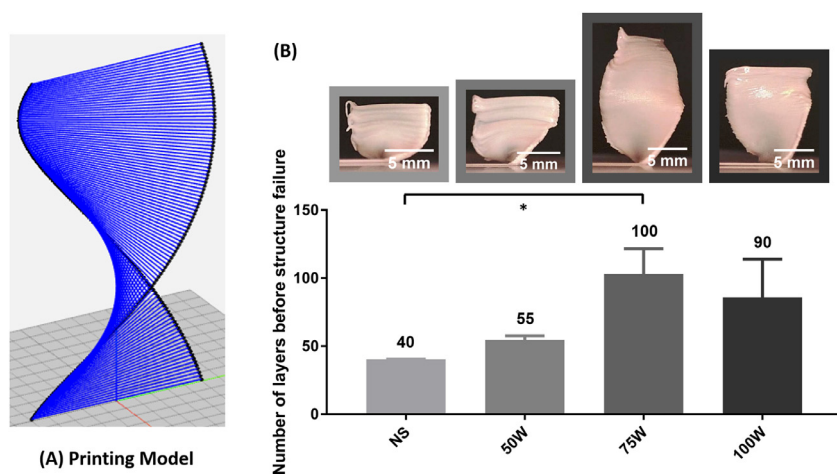 (B)
5 mm
5 mm
5 mm
5 mm
Number of layers before structure failure
150
100
50
0
*
40
55
100
90
NS
50W
75W
100W
(A) Printing Model